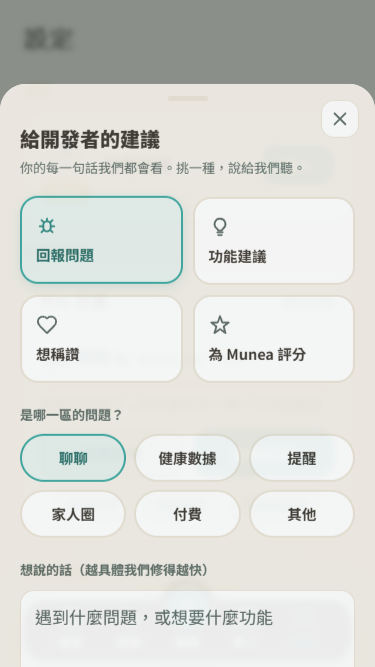 設定
給開發者的建議
你的每一句話我們都會看。挑一種，說給我們聽。
回報問題
功能建議
想稱讚
為 Munea 評分
是哪一區的問題？
聊聊
健康數據
提醒
家人圈
付費
其他
想說的話（越具體我們修得越快）
遇到什麼問題，或想要什麼功能